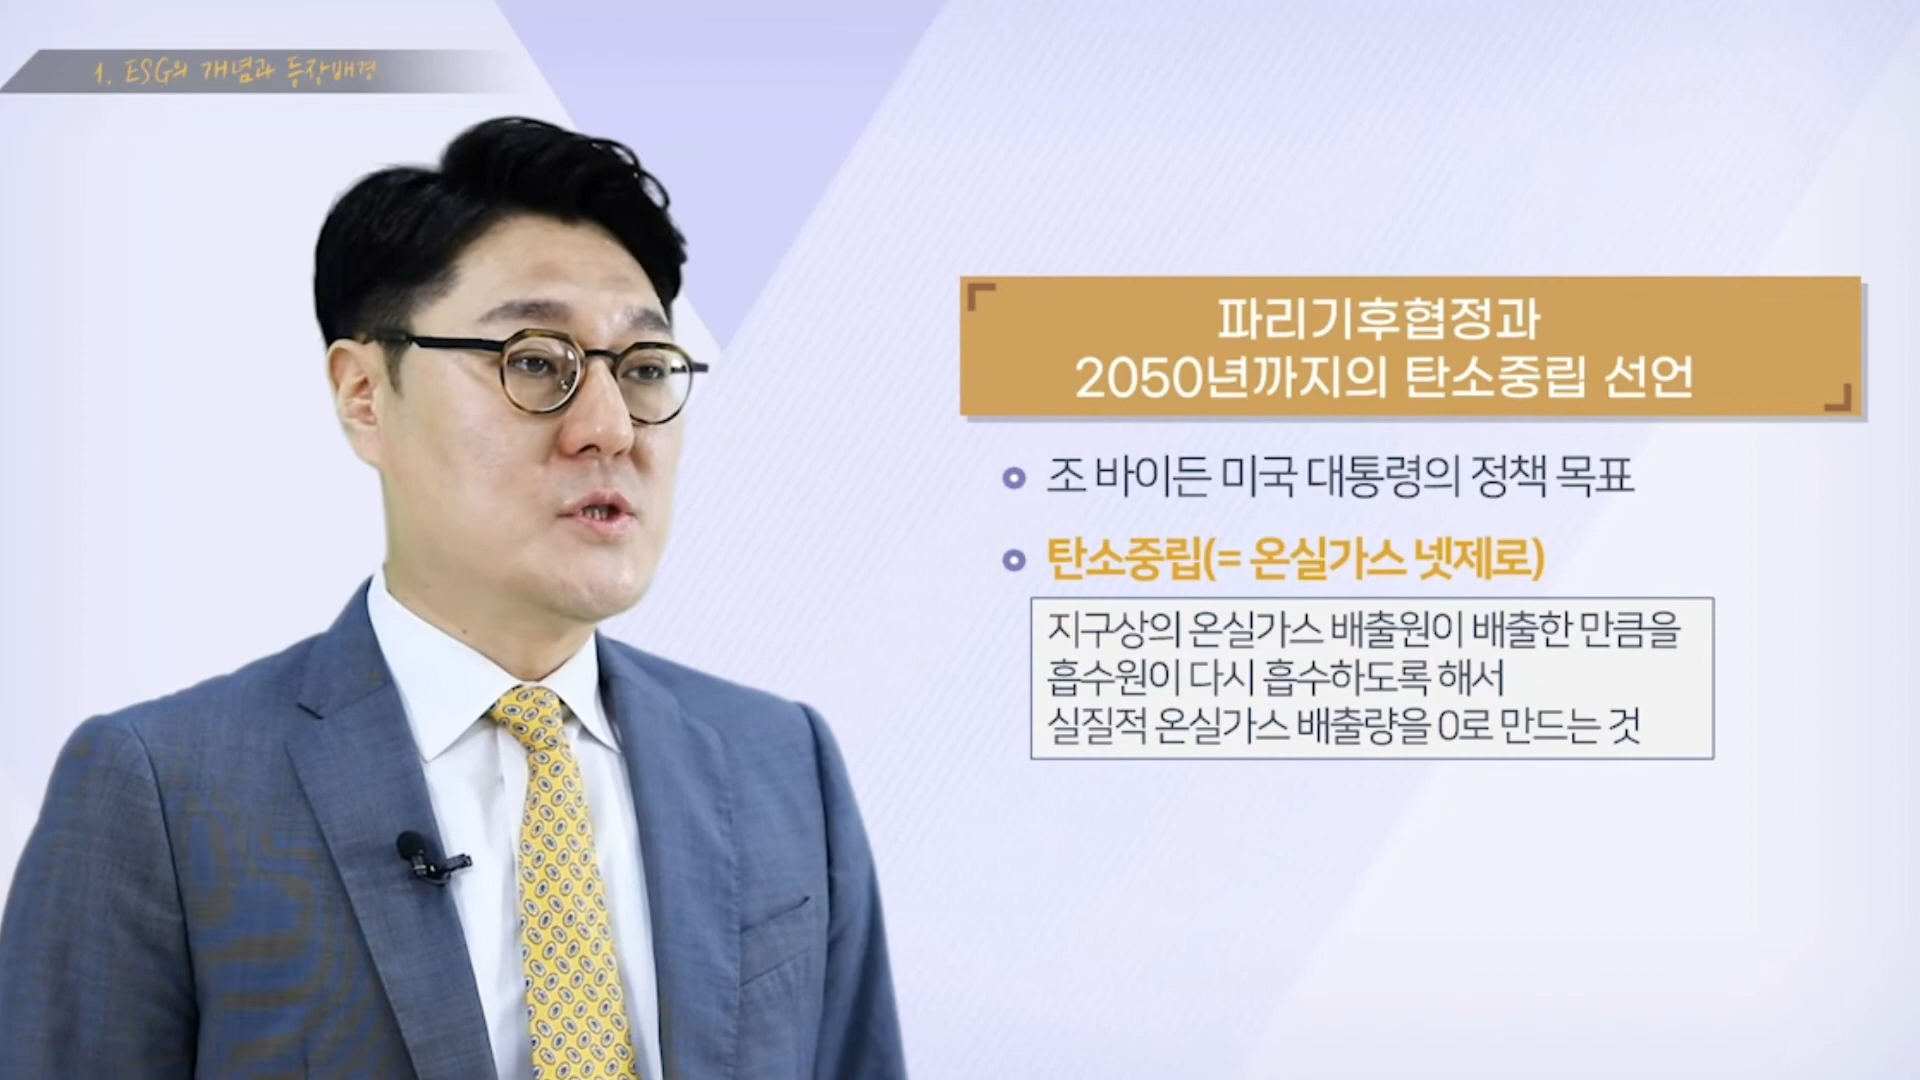 1. ESG의 개념과 등장배경
파리기후협정과
2050년까지의 탄소중립 선언
조 바이든 미국 대통령의 정책 목표
탄소중립(= 온실가스 넷제로)
지구상의 온실가스 배출원이 배출한 만큼을
흡수원이 다시 흡수하도록 해서
실질적 온실가스 배출량을 0로 만드는 것